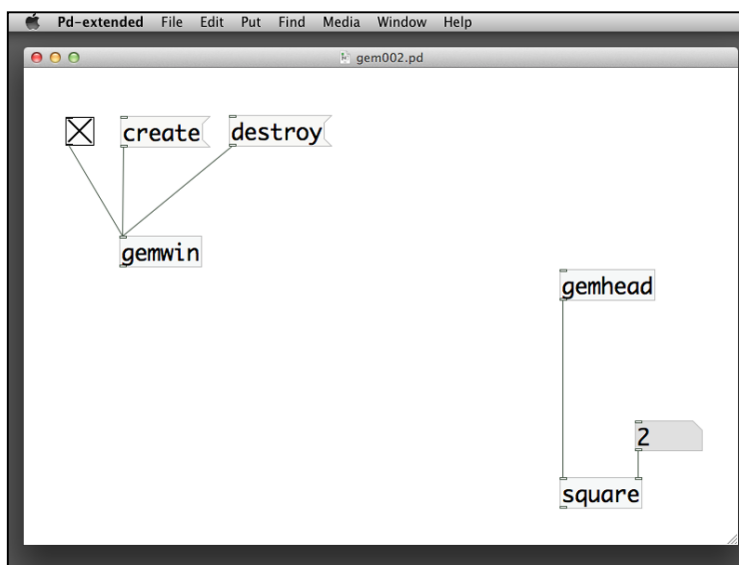 Pd-extended File Edit Put Find Media Window Help
gem002.pd
create destroy
gemwin
gemhead
2
square